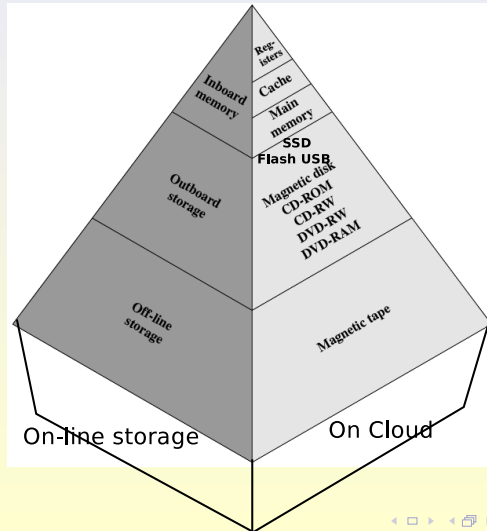 Reg-
isters
Cache
Main
memory
Inboard
memory
SSD
Flash USB
Outboard
storage
Magnetic disk
CD-ROM
CD-RW
DVD-RW
DVD-RAM
Off-line
storage
Magnetic tape
On-line storage
On Cloud